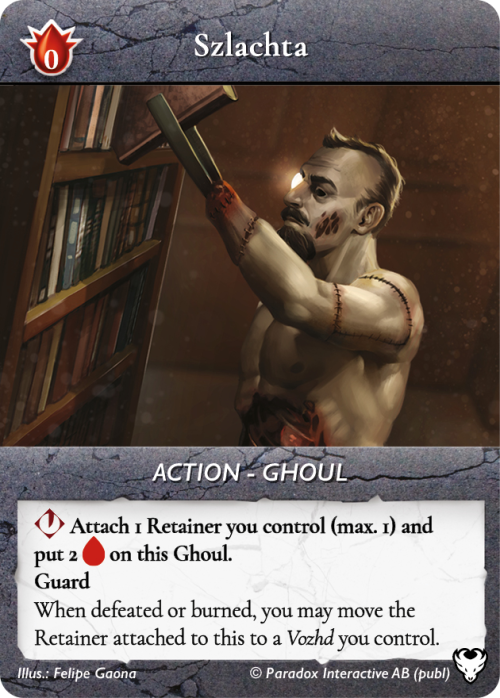 0
Szlachta
ACTION - GHOUL
Attach 1 Retainer you control (max. 1) and
put 2 on this Ghoul.
Guard
When defeated or burned, you may move the
Retainer attached to this to a Vozhd you control.
Illus.: Felipe Gaona © Paradox Interactive AB (publ)